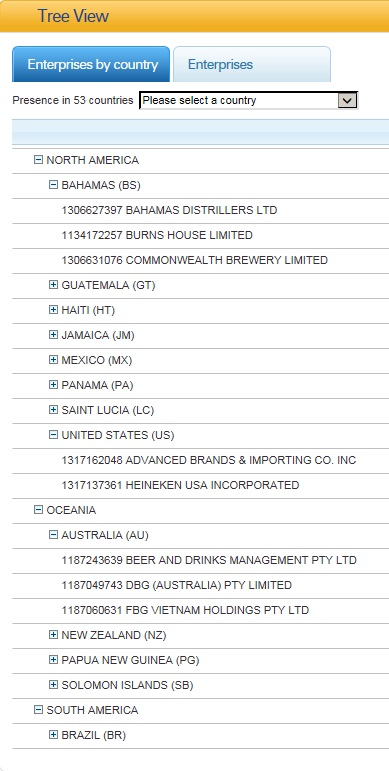 Tree View
Enterprises by country
Enterprises
Presence in 53 countries
Please select a country
NORTH AMERICA
BAHAMAS (BS)
1306627397 BAHAMAS DISTRILLERS LTD
1134172257 BURNS HOUSE LIMITED
1306631076 COMMONWEALTH BREWERY LIMITED
GUATEMALA (GT)
HAITI (HT)
JAMAICA (JM)
MEXICO (MX)
PANAMA (PA)
SAINT LUCIA (LC)
UNITED STATES (US)
1317162048 ADVANCED BRANDS & IMPORTING CO. INC
1317137361 HEINEKEN USA INCORPORATED
OCEANIA
AUSTRALIA (AU)
1187243639 BEER AND DRINKS MANAGEMENT PTY LTD
1187049743 DBG (AUSTRALIA) PTY LIMITED
1187060631 FBG VIETNAM HOLDINGS PTY LTD
NEW ZEALAND (NZ)
PAPUA NEW GUINEA (PG)
SOLOMON ISLANDS (SB)
SOUTH AMERICA
BRAZIL (BR)